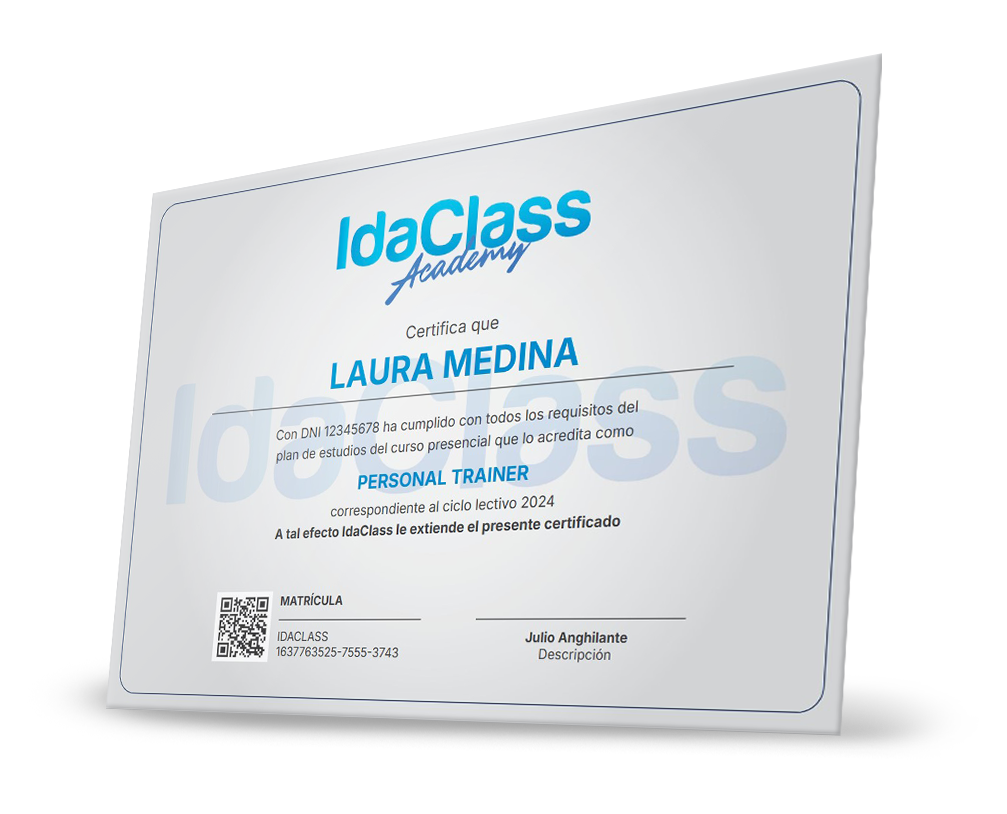 IdaClass
Academy
Certifica que
LAURA MEDINA
IdaClass
Con DNI 12345678 ha cumplido con todos los requisitos del
plan de estudios del curso presencial que lo acredita como
PERSONAL TRAINER
correspondiente al ciclo lectivo 2024
A tal efecto IdaClass le extiende el presente certificado
MATRÍCULA
IDACLASS
1637763525-7555-3743
Julio Anghilante
Descripción